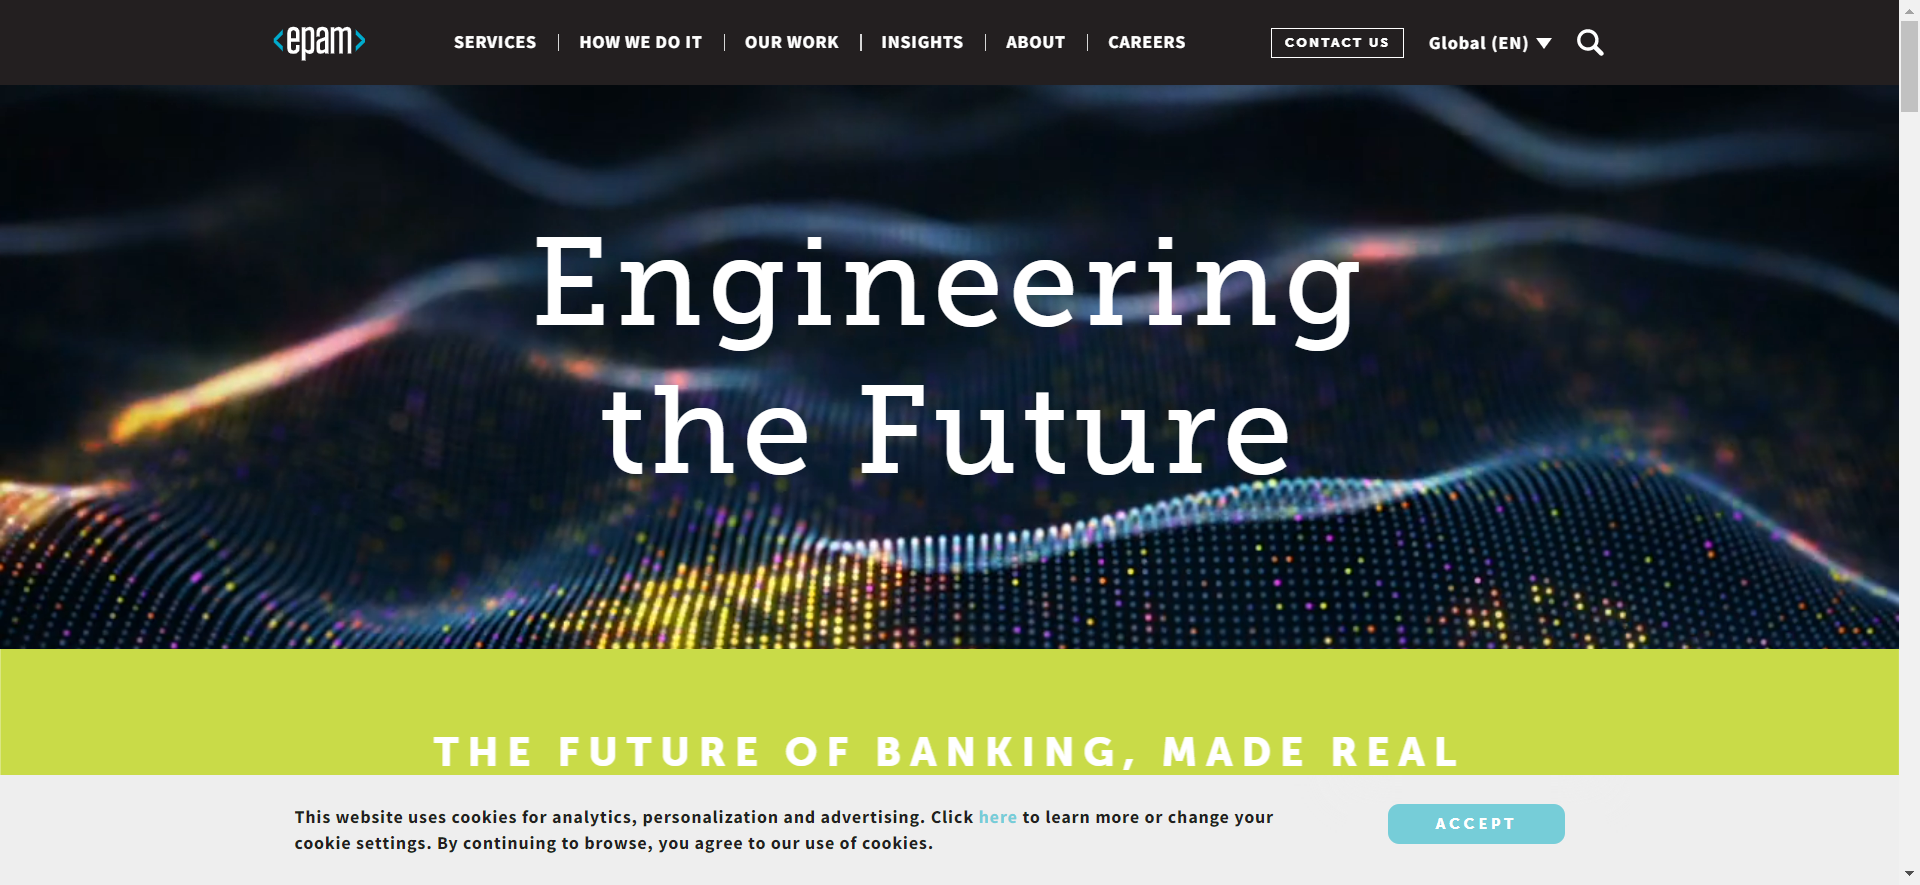 <epam>
SERVICES | HOW WE DO IT | OUR WORK | INSIGHTS | ABOUT | CAREERS
CONTACT US
Global (EN)
Engineering
the Future
THE FUTURE OF BANKING, MADE REAL
This website uses cookies for analytics, personalization and advertising. Click here to learn more or change your
cookie settings. By continuing to browse, you agree to our use of cookies.
ACCEPT